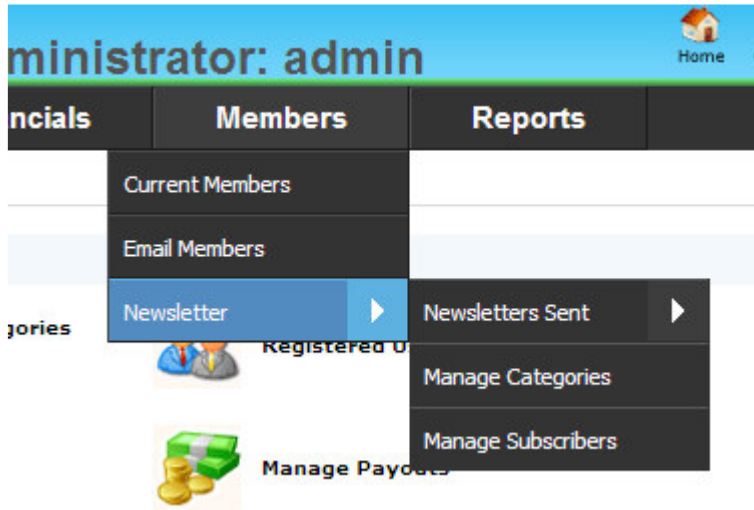 ministrator: admin
Home
ncials
Members
Reports
Current Members
Email Members
Newsletter
Newsletters Sent
gories
Registered U
Manage Categories
Manage Subscribers
Manage Payouts